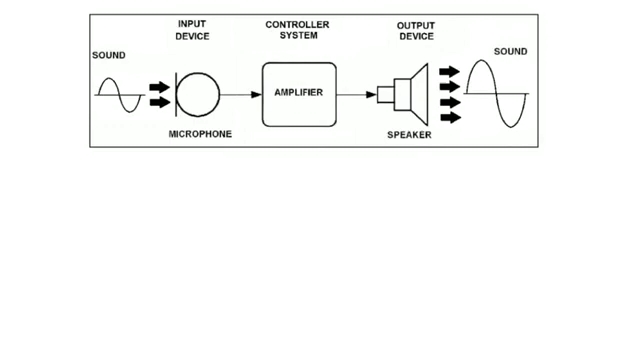 INPUT
DEVICE
CONTROLLER
SYSTEM
OUTPUT
DEVICE
SOUND
SOUND
AMPLIFIER
MICROPHONE
SPEAKER